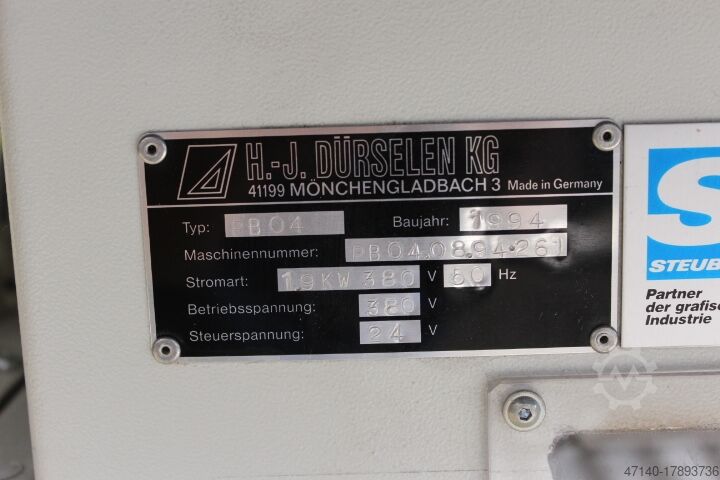 H.-J. DÜRSELEN KG
41199 MÖNCHENGLADBACH 3 Made in Germany
Typ: PB04 Baujahr: 1994
Maschinennummer: PB04.08.94.261
Stromart: 1.9KW 380 V 50 Hz
Betriebsspannung: 380 V
Steuerspannung: 24 V
S
STEUB
Partner
der grafisc
Industrie
47140-17893736